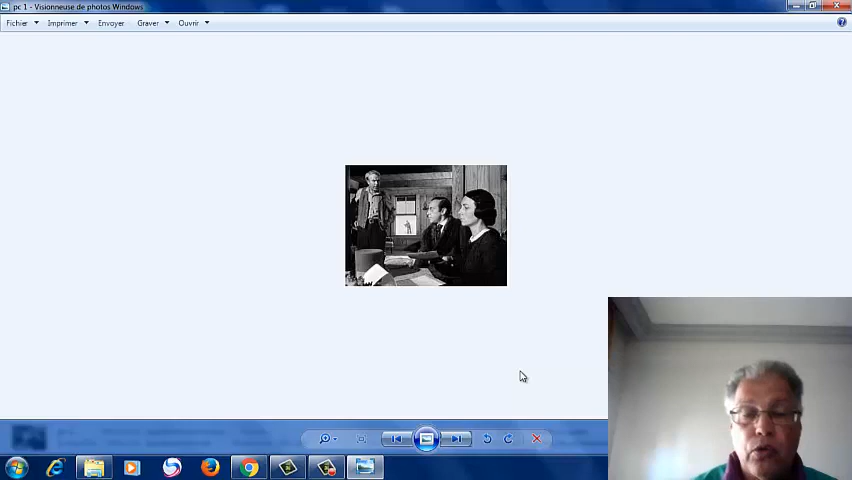 pc 1 - Visionneuse de photos Windows
Fichier Imprimer Envoyer Graver Ouvrir